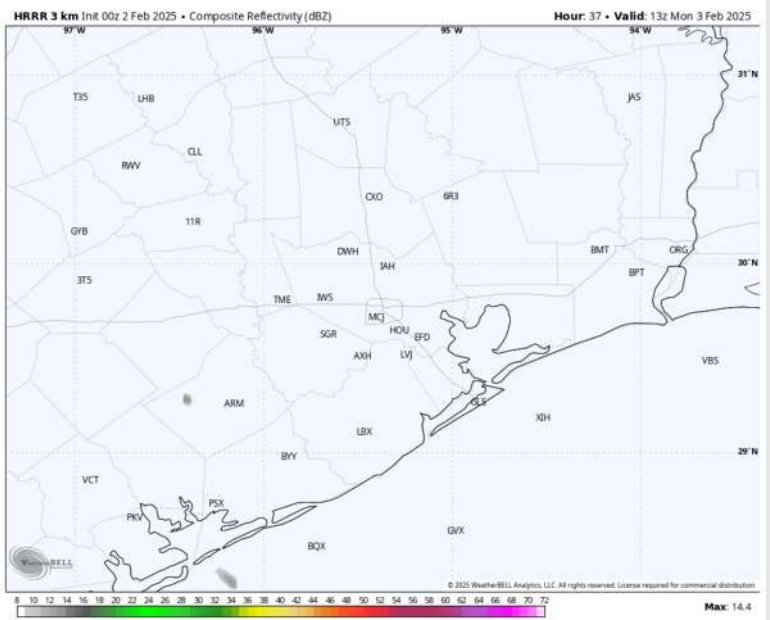 HRRR 3 km Init 00z 2 Feb 2025 • Composite Reflectivity (dBZ) Hour: 37 • Valid: 13z Mon 3 Feb 2025
97°W 96°W 95°W 94°W
31°N
T35 LHB JAS
UTS
CLL
RWV
CXO 6R3
11R
GYB
DWH BMT ORG
30°N
IAH
BPT
3T5
TME IWS
MCJ
SGR HOU EFD
AXH LVJ
VBS
ARM GLS
XIH
LBX
BYY 29°N
VCT
PSX
PKV
GVX
BQX
WeatherBELL
© 2025 WeatherBELL Analytics, LLC. All rights reserved. License required for commercial distribution
8 10 12 14 16 18 20 22 24 26 28 30 32 34 36 38 40 42 44 46 48 50 52 54 56 58 60 62 64 66 68 70 72
Max: 14.4